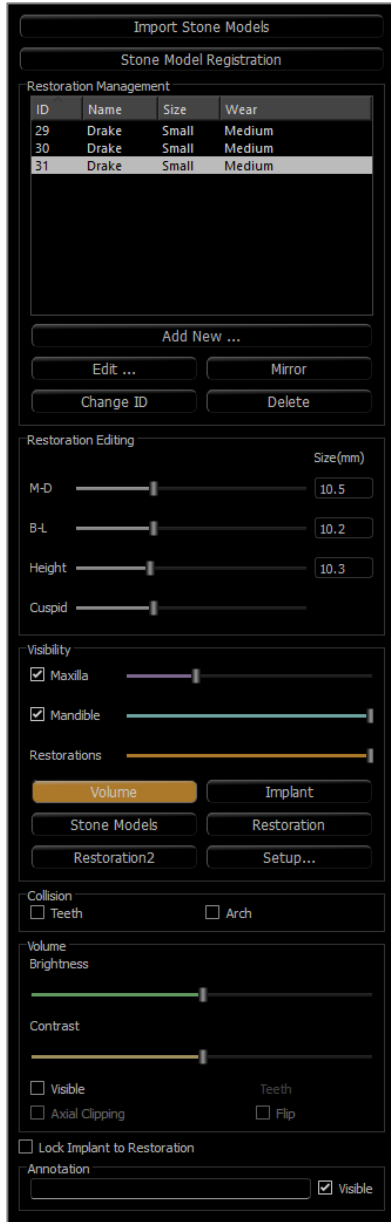 Import Stone Models
Stone Model Registration
Restoration Management
ID Name Size Wear
29 Drake Small Medium
30 Drake Small Medium
31 Drake Small Medium
Add New ...
Edit ... Mirror
Change ID Delete
Restoration Editing
Size(mm)
M-D 10.5
B-L 10.2
Height 10.3
Cuspid
Visibility
Maxilla
Mandible
Restorations
Volume Implant
Stone Models Restoration
Restoration2 Setup...
Collision
Teeth Arch
Volume
Brightness
Contrast
Visible Teeth
Axial Clipping Flip
Lock Implant to Restoration
Annotation
Visible